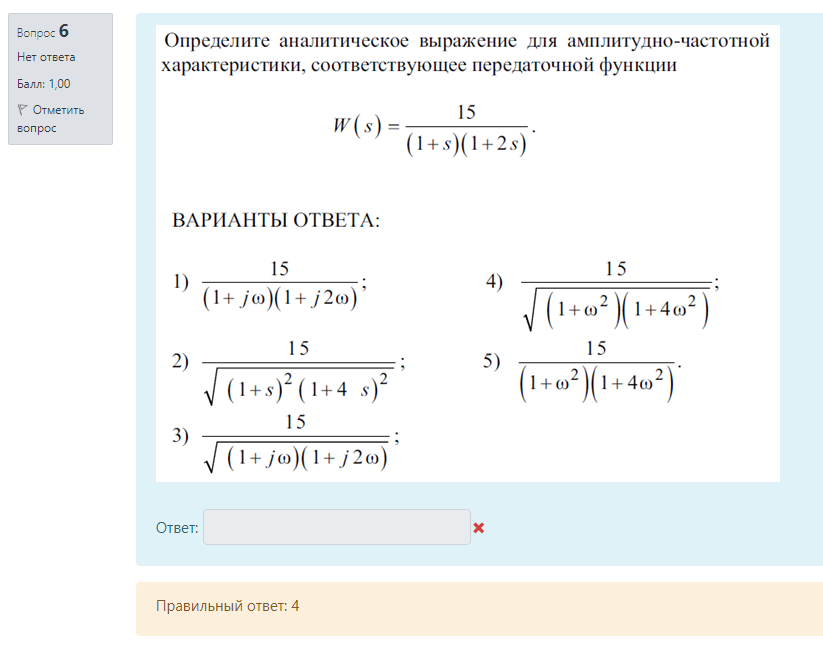 Вопрос 6
Нет ответа
Балл: 1,00
Отметить
вопрос
Определите аналитическое выражение для амплитудно-частотной
характеристики, соответствующее передаточной функции
W(s) = 15 / (1+s)(1+2s).
ВАРИАНТЫ ОТВЕТА:
1) 15 / (1+jω)(1+j2ω);
4) 15 / √(1+ω²)(1+4ω²);
2) 15 / √(1+s)²(1+4 s)²;
5) 15 / (1+ω²)(1+4ω²).
3) 15 / √(1+jω)(1+j2ω);
Ответ:
Правильный ответ: 4